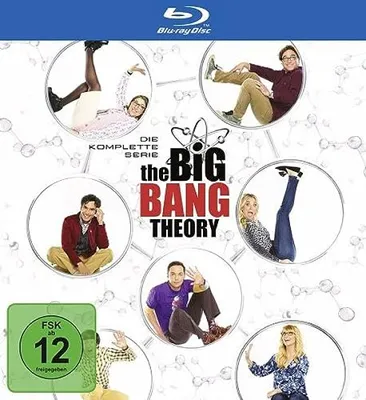 Blu-ray Disc
DIE
KOMPLETTE
SERIE
the BIG
BANG
THEORY
FSK
ab
12
freigegeben